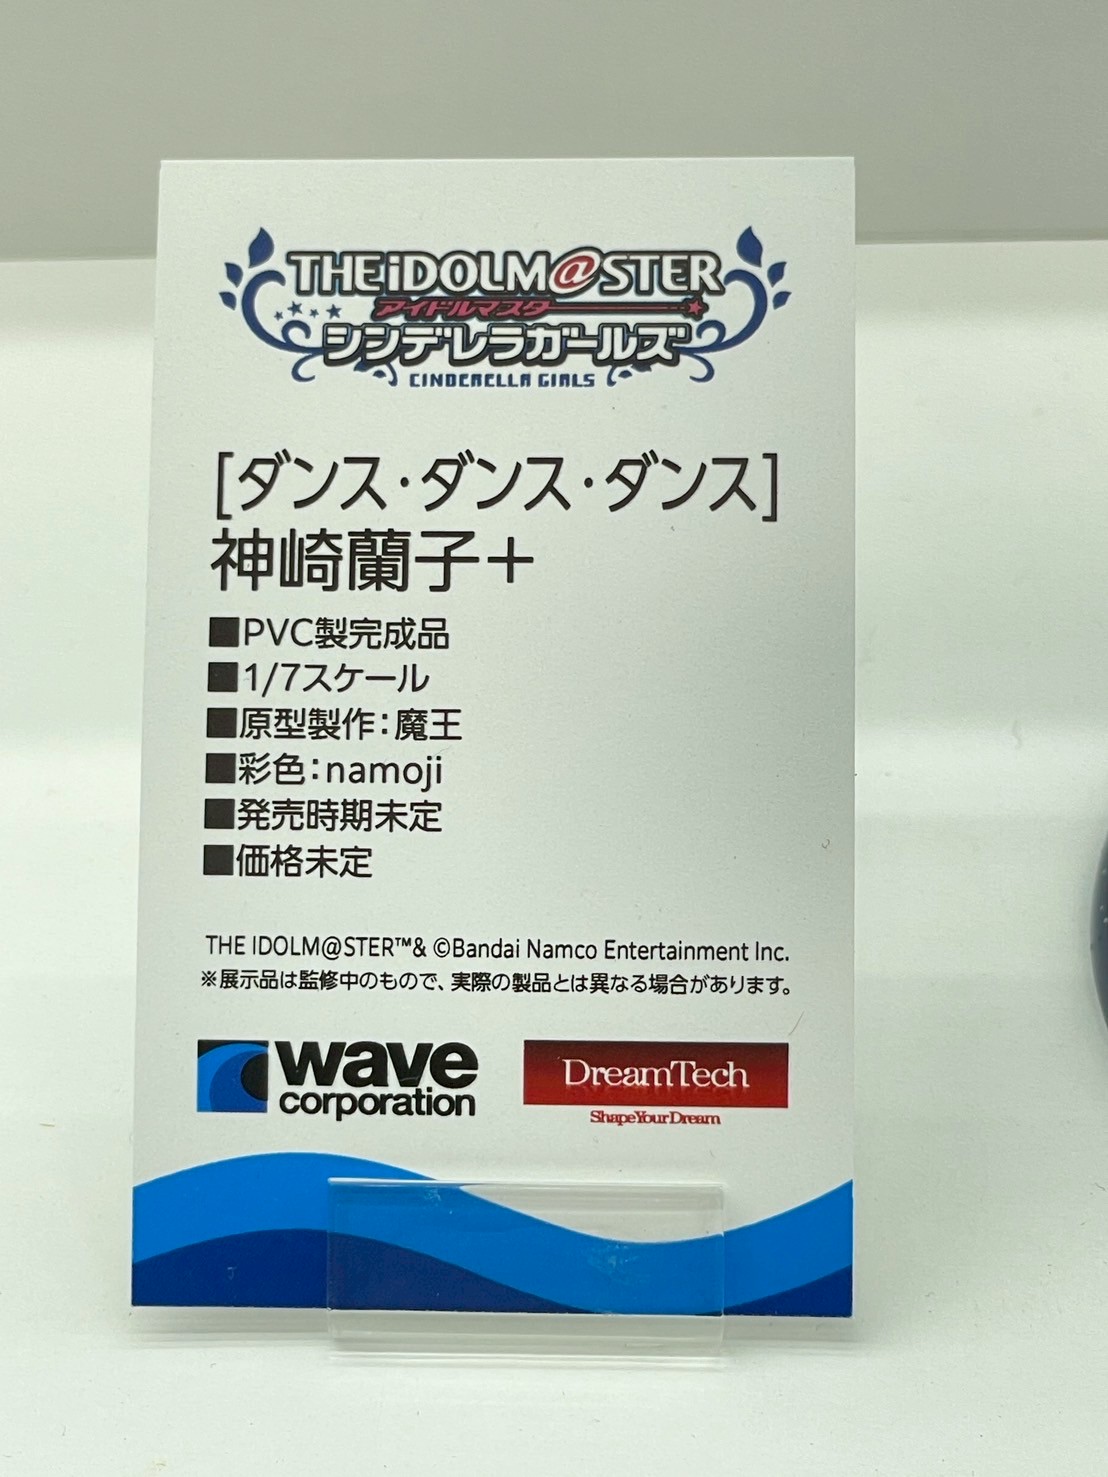 THE iDOLM@STER
アイドルマスター
シンデレラガールズ
CINDERELLA GIRLS
[ダンス・ダンス・ダンス]
神崎蘭子+
■PVC製完成品
■1/7スケール
■原型製作：魔王
■彩色：namoji
■発売時期未定
■価格未定
THE IDOLM@STER™& ©Bandai Namco Entertainment Inc.
※展示品は監修中のもので、実際の製品とは異なる場合があります。
wave
corporation
DreamTech
ShapeYourDream